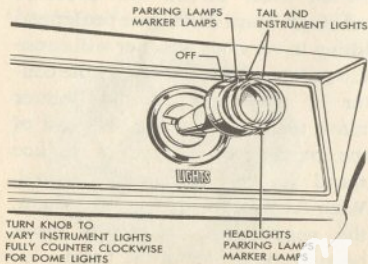 PARKING LAMPS
MARKER LAMPS
TAIL AND
INSTRUMENT LIGHTS
OFF
LIGHTS
TURN KNOB TO
VARY INSTRUMENT LIGHTS
FULLY COUNTER CLOCKWISE
FOR DOME LIGHTS
HEADLIGHTS
PARKING LAMPS
MARKER LAMPS